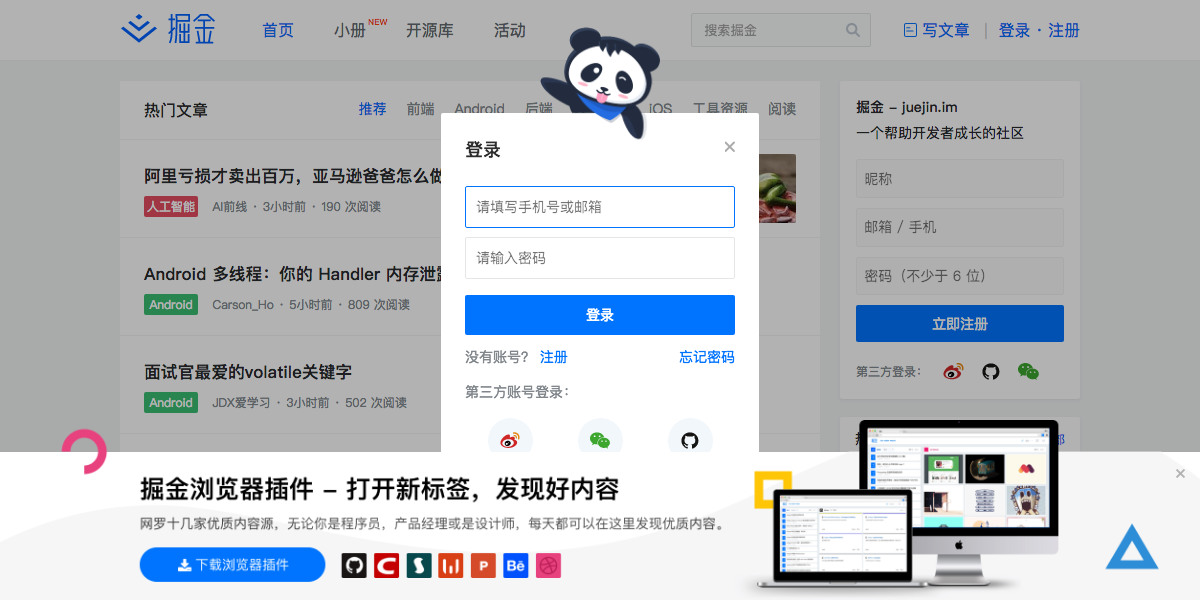 掘金
首页
小册 NEW
开源库
活动
搜索掘金
写文章
登录 · 注册
热门文章
推荐
前端
Android
后端
iOS
工具资源
阅读
阿里亏损才卖出百万，亚马逊爸爸怎么做
人工智能
AI前线 · 3小时前 · 190 次阅读
Android 多线程：你的 Handler 内存泄露
Android
Carson_Ho · 5小时前 · 809 次阅读
面试官最爱的volatile关键字
Android
JDX爱学习 · 3小时前 · 502 次阅读
登录
请填写手机号或邮箱
请输入密码
登录
没有账号？ 注册
忘记密码
第三方账号登录：
掘金 – juejin.im
一个帮助开发者成长的社区
昵称
邮箱 / 手机
密码（不少于 6 位）
立即注册
第三方登录：
掘金浏览器插件 – 打开新标签，发现好内容
网罗十几家优质内容源，无论你是程序员，产品经理或是设计师，每天都可以在这里发现优质内容。
下载浏览器插件
P
Bē